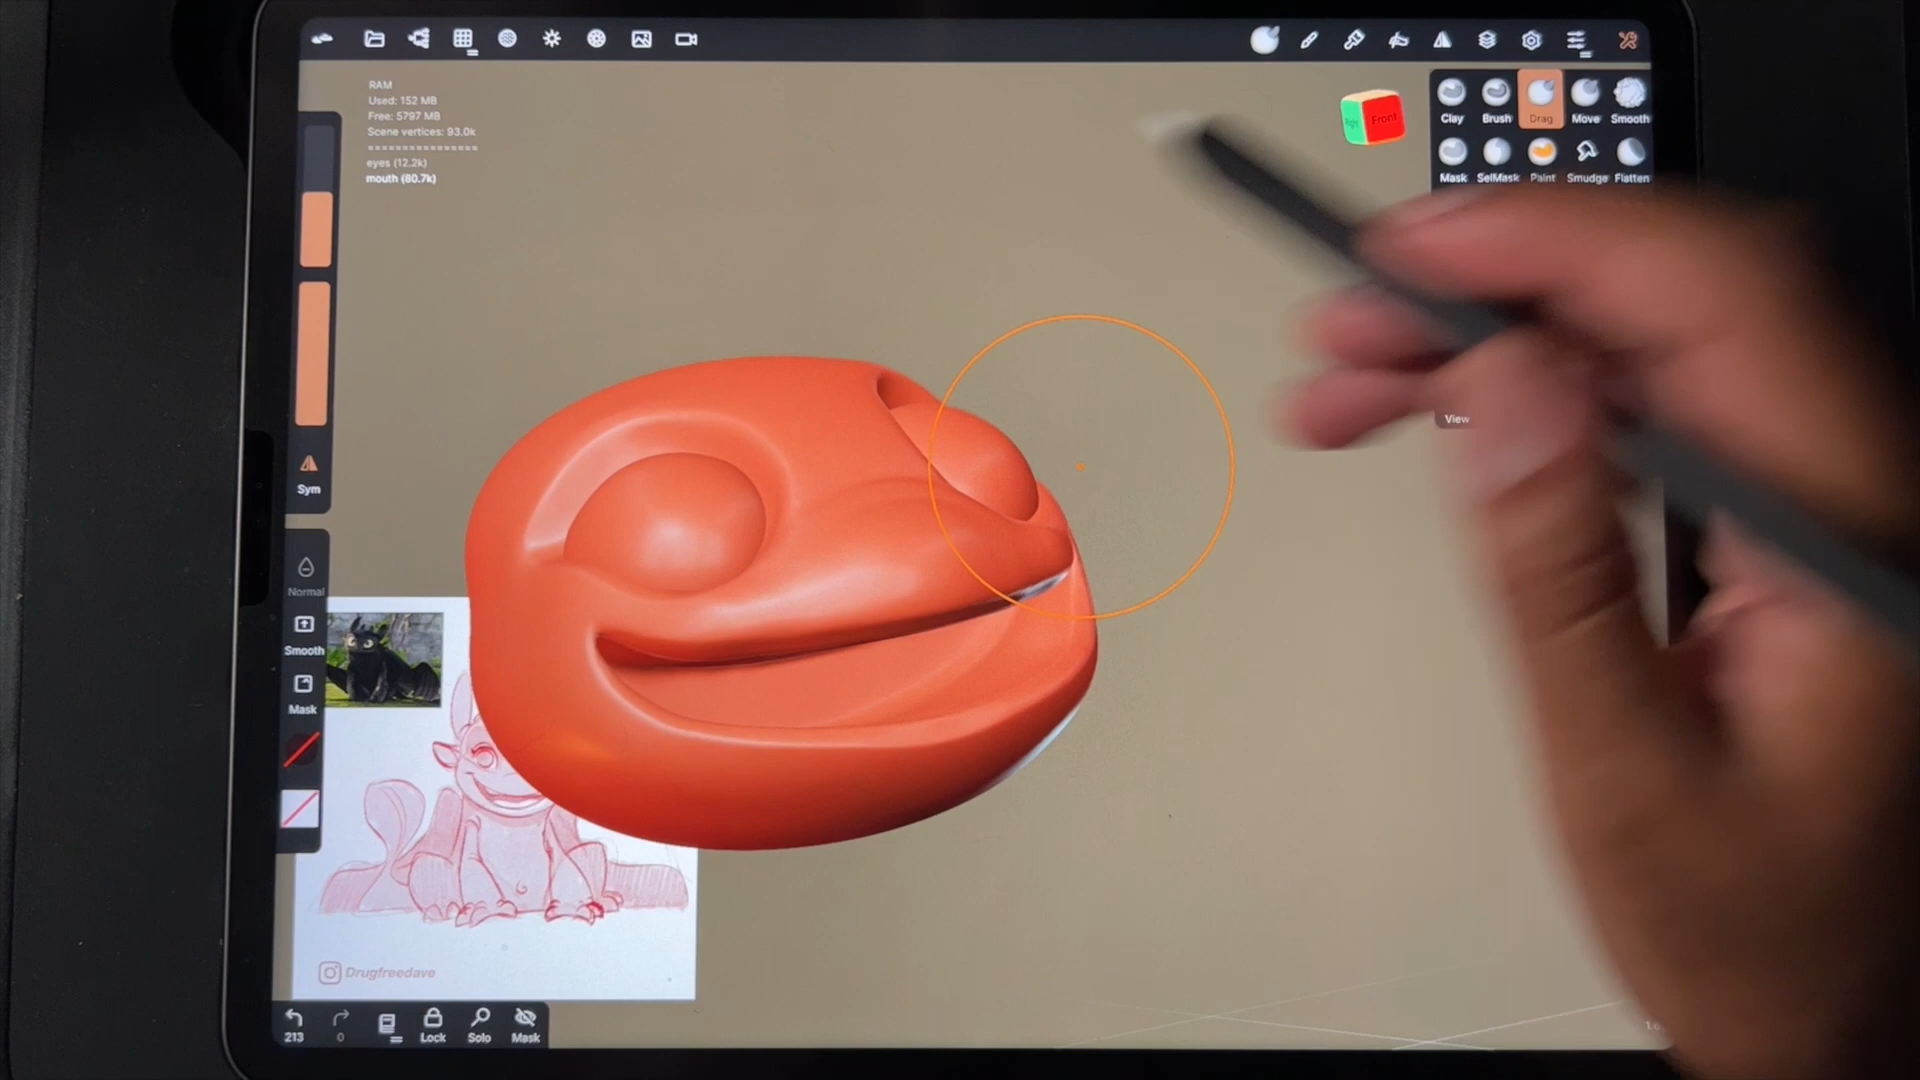 RAM
Used: 152 MB
Free: 5797 MB
Scene vertices: 93.0k
================
eyes (12.2k)
mouth (80.7k)
Right
Front
Clay
Brush
Drag
Move
Smooth
Mask
SelMask
Paint
Smudge
Flatten
View
Sym
Normal
Smooth
Mask
Drugfreedave
213
0
Lock
Solo
Mask